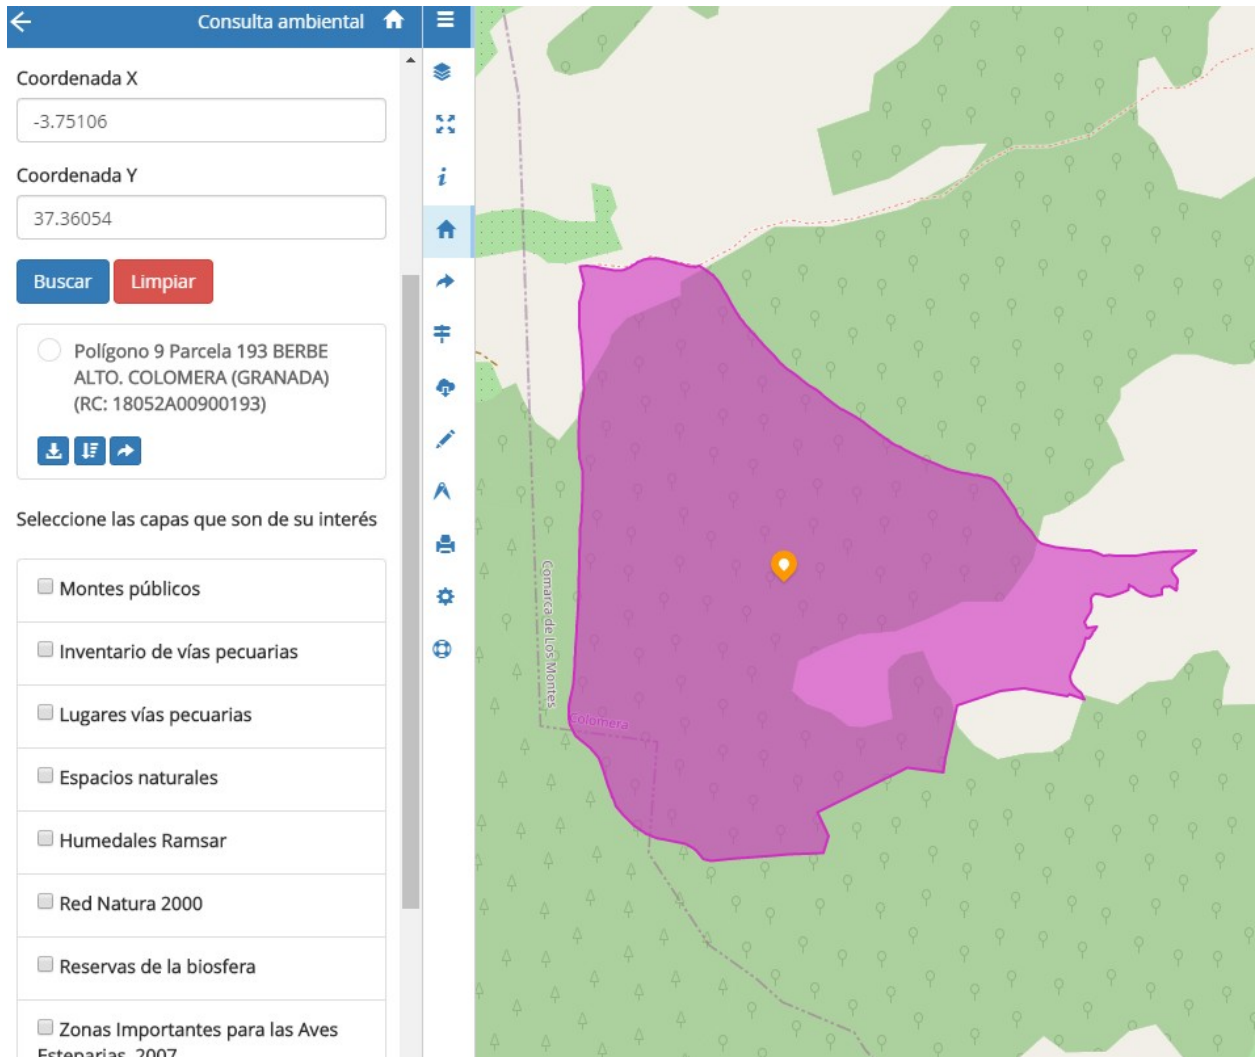 Consulta ambiental
Coordenada X
-3.75106
Coordenada Y
37.36054
Buscar
Limpiar
Polígono 9 Parcela 193 BERBE
ALTO. COLOMERA (GRANADA)
(RC: 18052A00900193)
Seleccione las capas que son de su interés
Montes públicos
Inventario de vías pecuarias
Lugares vías pecuarias
Espacios naturales
Humedales Ramsar
Red Natura 2000
Reservas de la biosfera
Zonas Importantes para las Aves
Esteparias, 2007
Comarca de Los Montes
Colomera